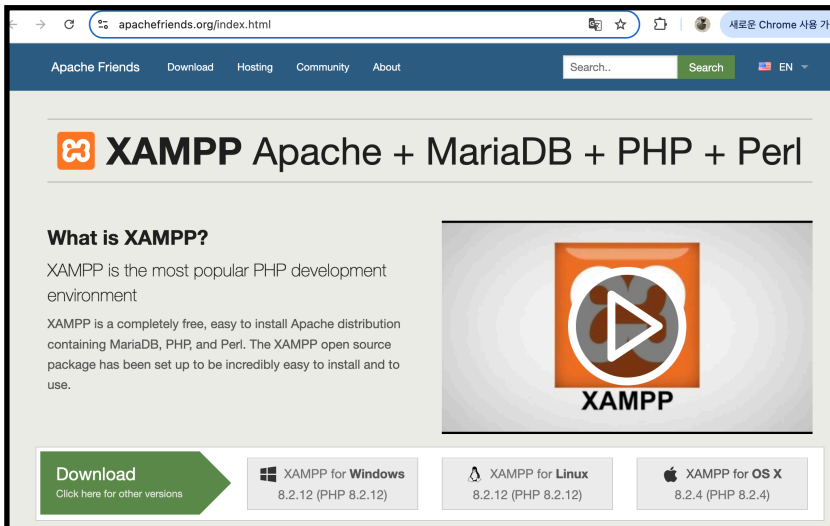 apachefriends.org/index.html
새로운 Chrome 사용 가
Apache Friends Download Hosting Community About Search.. Search EN
XAMPP Apache + MariaDB + PHP + Perl
What is XAMPP?
XAMPP is the most popular PHP development
environment
XAMPP is a completely free, easy to install Apache distribution
containing MariaDB, PHP, and Perl. The XAMPP open source
package has been set up to be incredibly easy to install and to
use.
XAMPP
Download
Click here for other versions
XAMPP for Windows
8.2.12 (PHP 8.2.12)
XAMPP for Linux
8.2.12 (PHP 8.2.12)
XAMPP for OS X
8.2.4 (PHP 8.2.4)